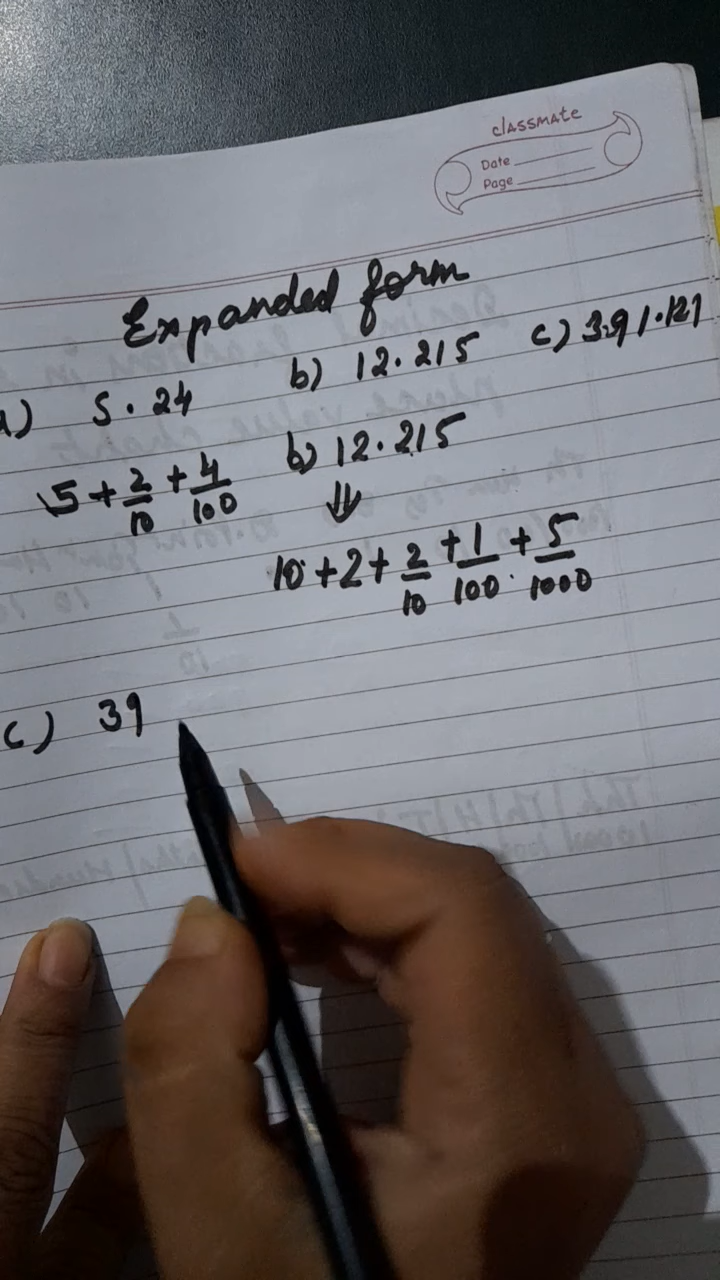 classmate
Date
Page
Expanded form
a) 5.24 b) 12.215 c) 391.121
5 + 2/10 + 4/100 b) 12.215
⇓
10 + 2 + 2/10 + 1/100 + 5/1000
c) 39